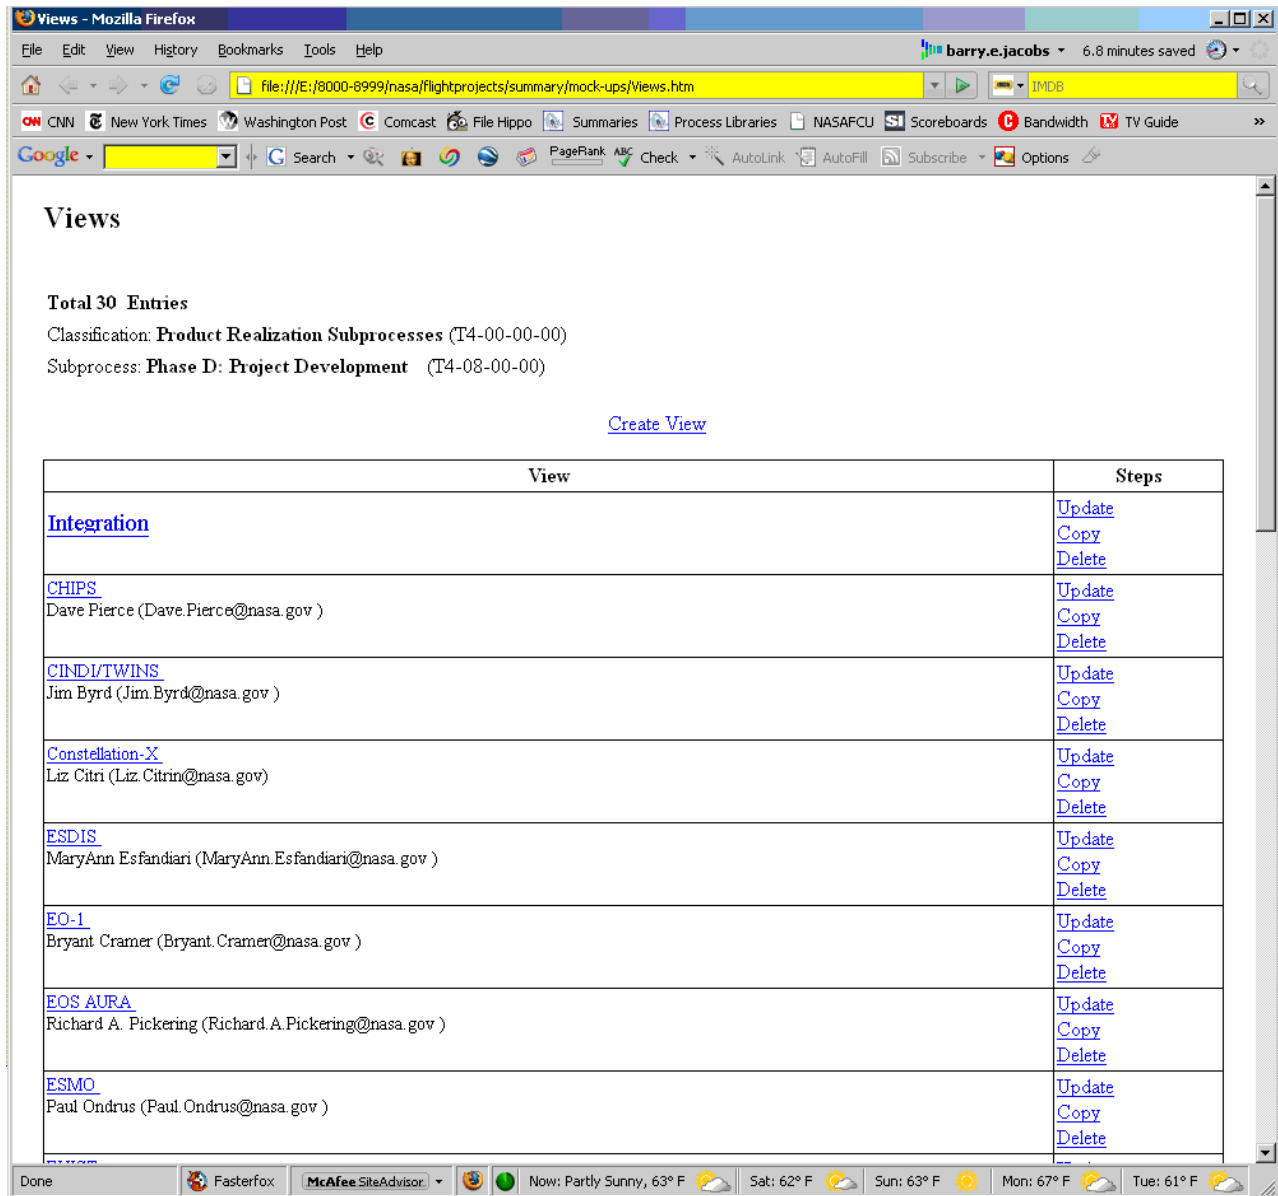 Views - Mozilla Firefox
File Edit View History Bookmarks Tools Help barry.e.jacobs 6.8 minutes saved
file:///E:/8000-8999/nasa/flightprojects/summary/mock-ups/Views.htm IMDB
CNN CNN New York Times Washington Post Comcast File Hippo Summaries Process Libraries NASAFCU SI Scoreboards Bandwidth TV Guide »
Google G Search PageRank ABC Check AutoLink AutoFill Subscribe Options
Views
Total 30 Entries
Classification: Product Realization Subprocesses (T4-00-00-00)
Subprocess: Phase D: Project Development (T4-08-00-00)
Create View
View Steps
Integration
Update
Copy
Delete
CHIPS
Dave Pierce (Dave.Pierce@nasa.gov )
Update
Copy
Delete
CINDI/TWINS
Jim Byrd (Jim.Byrd@nasa.gov )
Update
Copy
Delete
Constellation-X
Liz Citri (Liz.Citrin@nasa.gov)
Update
Copy
Delete
ESDIS
MaryAnn Esfandiari (MaryAnn.Esfandiari@nasa.gov )
Update
Copy
Delete
EO-1
Bryant Cramer (Bryant.Cramer@nasa.gov )
Update
Copy
Delete
EOS AURA
Richard A. Pickering (Richard.A.Pickering@nasa.gov )
Update
Copy
Delete
ESMO
Paul Ondrus (Paul.Ondrus@nasa.gov )
Update
Copy
Delete
Done Fasterfox McAfee SiteAdvisor Now: Partly Sunny, 63° F Sat: 62° F Sun: 63° F Mon: 67° F Tue: 61° F